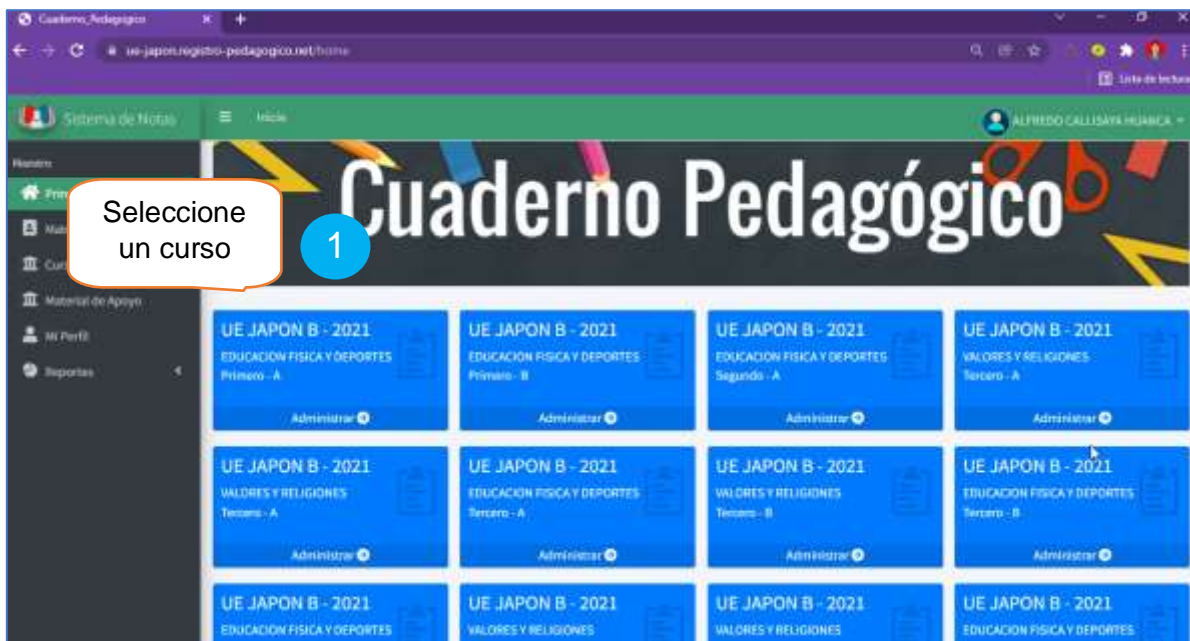 Cuaderno_Pedagogico
ue-japon.registro-pedagogico.net/home
Lista de lectura
Sistema de Notas
Inicio
ALFREDO CALLISAYA HUANCA
Maestro
Cuaderno Pedagógico
Seleccione
un curso
1
Material de Apoyo
Mi Perfil
Reportes
UE JAPON B - 2021
EDUCACION FISICA Y DEPORTES
Primero - A
Administrar
UE JAPON B - 2021
EDUCACION FISICA Y DEPORTES
Primero - B
Administrar
UE JAPON B - 2021
EDUCACION FISICA Y DEPORTES
Segundo - A
Administrar
UE JAPON B - 2021
VALORES Y RELIGIONES
Tercero - A
Administrar
UE JAPON B - 2021
VALORES Y RELIGIONES
Tercero - A
Administrar
UE JAPON B - 2021
EDUCACION FISICA Y DEPORTES
Tercero - A
Administrar
UE JAPON B - 2021
VALORES Y RELIGIONES
Tercero - B
Administrar
UE JAPON B - 2021
EDUCACION FISICA Y DEPORTES
Tercero - B
Administrar
UE JAPON B - 2021
EDUCACION FISICA Y DEPORTES
UE JAPON B - 2021
VALORES Y RELIGIONES
UE JAPON B - 2021
VALORES Y RELIGIONES
UE JAPON B - 2021
EDUCACION FISICA Y DEPORTES